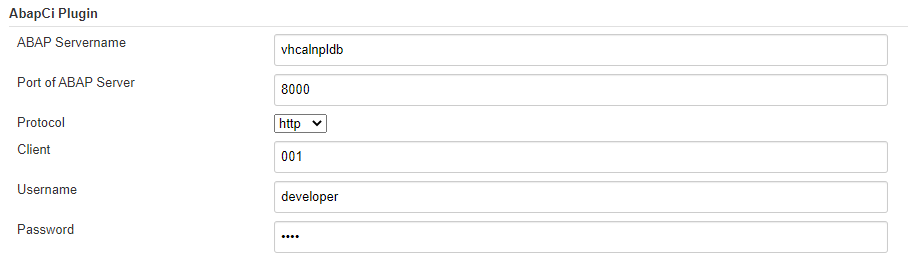 AbapCi Plugin
ABAP Servername vhcalnpldb
Port of ABAP Server 8000
Protocol http
Client 001
Username developer
Password ••••